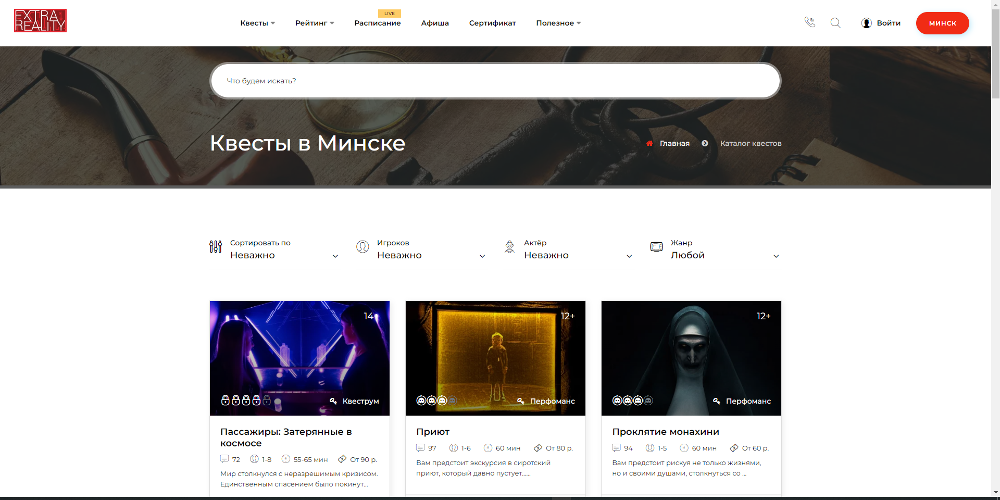 EXTRA
REALITY
Квесты
Рейтинг
LIVE
Расписание
Афиша
Сертификат
Полезное
Войти
МИНСК
Что будем искать?
Квесты в Минске
Главная
Каталог квестов
Сортировать по
Неважно
Игроков
Неважно
Актёр
Неважно
Жанр
Любой
14+
Квеструм
Пассажиры: Затерянные в
космосе
72
1-8
55-65 мин
От 90 р.
Мир столкнулся с неразрешимым кризисом.
Единственным спасением было покинут...
12+
Перфоманс
Приют
97
1-6
60 мин
От 80 р.
Вам предстоит экскурсия в сиротский
приют, который давно пустует......
12+
Перфоманс
Проклятие монахини
94
1-5
60 мин
От 60 р.
Вам предстоит рискуя не только жизнями,
но и своими душами, столкнуться со ...